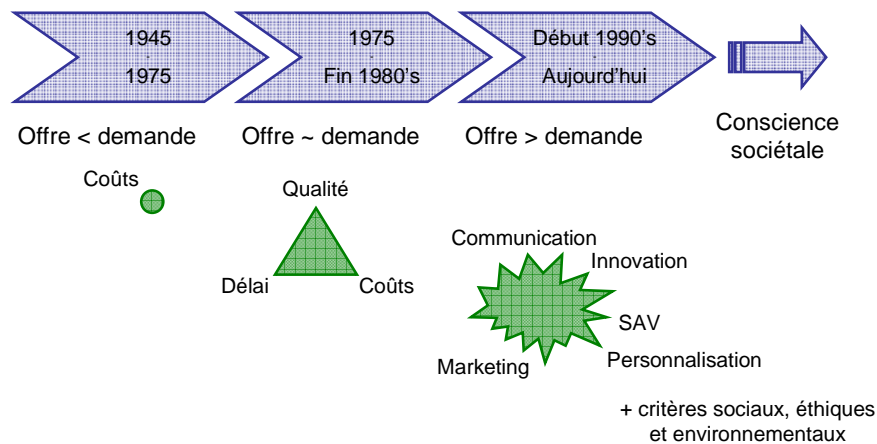 1945
-
1975
1975
-
Fin 1980's
Début 1990's
-
Aujourd'hui
Offre < demande
Offre ~ demande
Offre > demande
Conscience
sociétale
Coûts
Qualité
Délai
Coûts
Communication
Innovation
SAV
Personnalisation
Marketing
+ critères sociaux, éthiques
et environnementaux